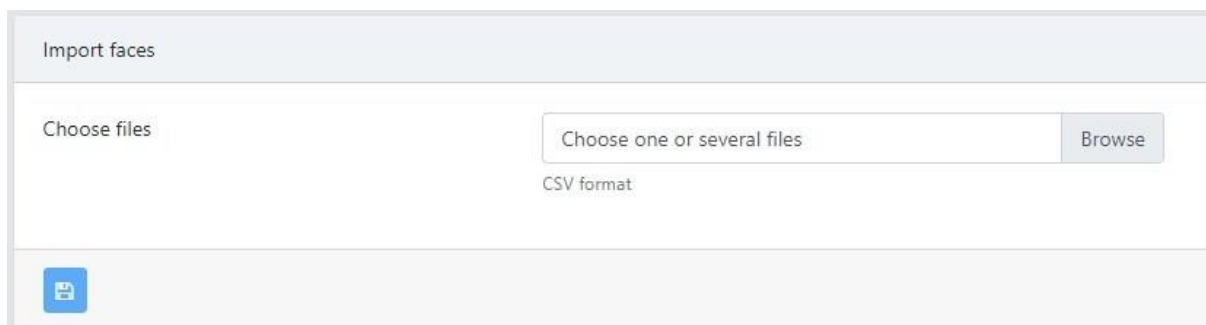 Import faces
Choose files
Choose one or several files
Browse
CSV format